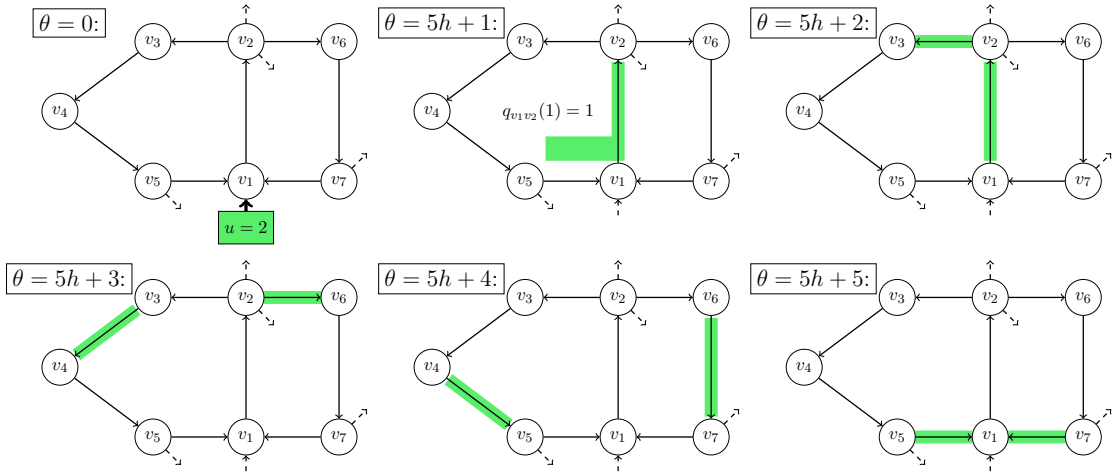 θ = 0:
v₃
v₂
v₆
v₄
v₅
v₁
v₇
u = 2
θ = 5h + 1:
v₃
v₂
v₆
v₄
q_{v₁v₂}(1) = 1
v₅
v₁
v₇
θ = 5h + 2:
v₃
v₂
v₆
v₄
v₅
v₁
v₇
θ = 5h + 3:
v₃
v₂
v₆
v₄
v₅
v₁
v₇
θ = 5h + 4:
v₃
v₂
v₆
v₄
v₅
v₁
v₇
θ = 5h + 5:
v₃
v₂
v₆
v₄
v₅
v₁
v₇